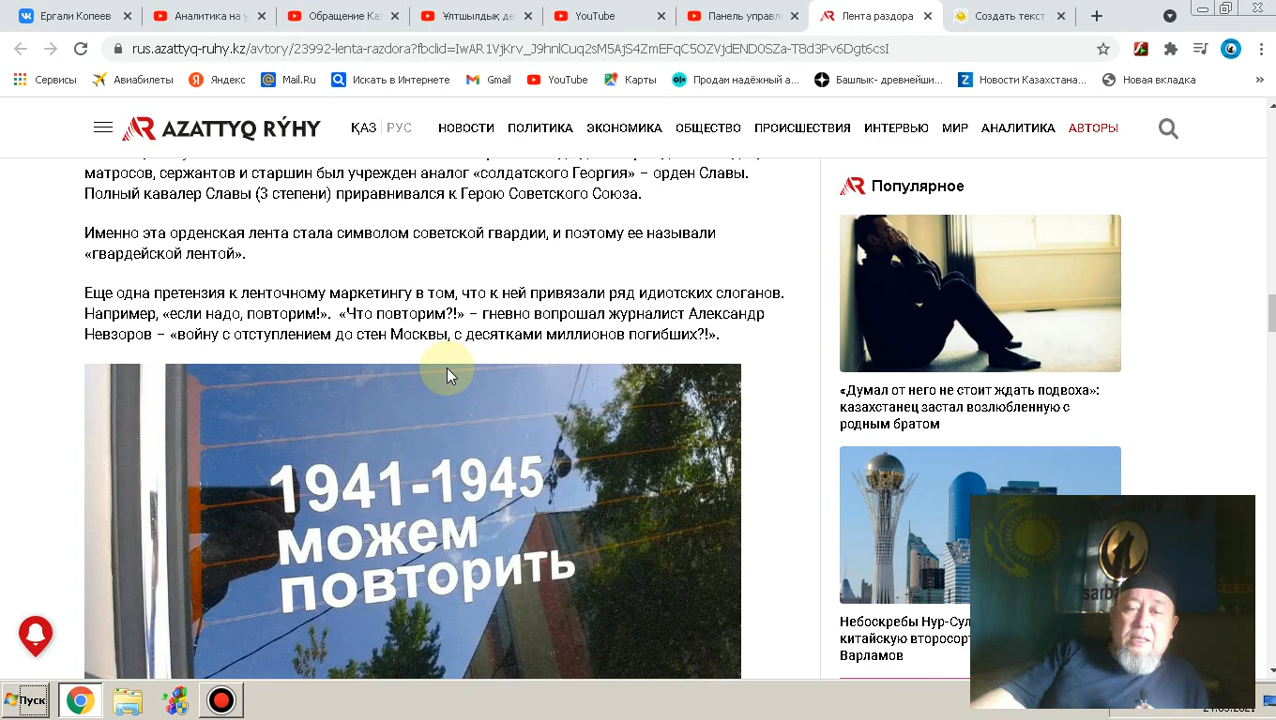 Ергали Копеев
Аналитика на у
Обращение Ка
Ұлтшылдық де
YouTube
Панель управл
Лента раздора
Создать текст
rus.azattyq-ruhy.kz/avtory/23992-lenta-razdora?fbclid=
Сервисы
Авиабилеты
Яндекс
Mail.Ru
Искать в Интернете
Gmail
YouTube
Карты
Продам надёжный а...
Башлык- древнейши...
Новости Казахстана...
Новая вкладка
AZATTYQ RÝHY
ҚАЗ | РУС
НОВОСТИ
ПОЛИТИКА
ЭКОНОМИКА
ОБЩЕСТВО
ПРОИСШЕСТВИЯ
ИНТЕРВЬЮ
МИР
АНАЛИТИКА
АВТОРЫ
матросов, сержантов и старшин был учрежден аналог «солдатского Георгия» – орден Славы.
Полный кавалер Славы (3 степени) приравнивался к Герою Советского Союза.
Именно эта орденская лента стала символом советской гвардии, и поэтому ее называли
«гвардейской лентой».
Еще одна претензия к ленточному маркетингу в том, что к ней привязали ряд идиотских слоганов.
Например, «если надо, повторим!». «Что повторим?!» – гневно вопрошал журналист Александр
Невзоров – «войну с отступлением до стен Москвы, с десятками миллионов погибших?!».
1941-1945
можем
повторить
Популярное
«Думал от него не стоит ждать подвоха»:
казахстанец застал возлюбленную с
родным братом
Небоскребы Нур-Сул
китайскую второсорт
Варламов
Пуск